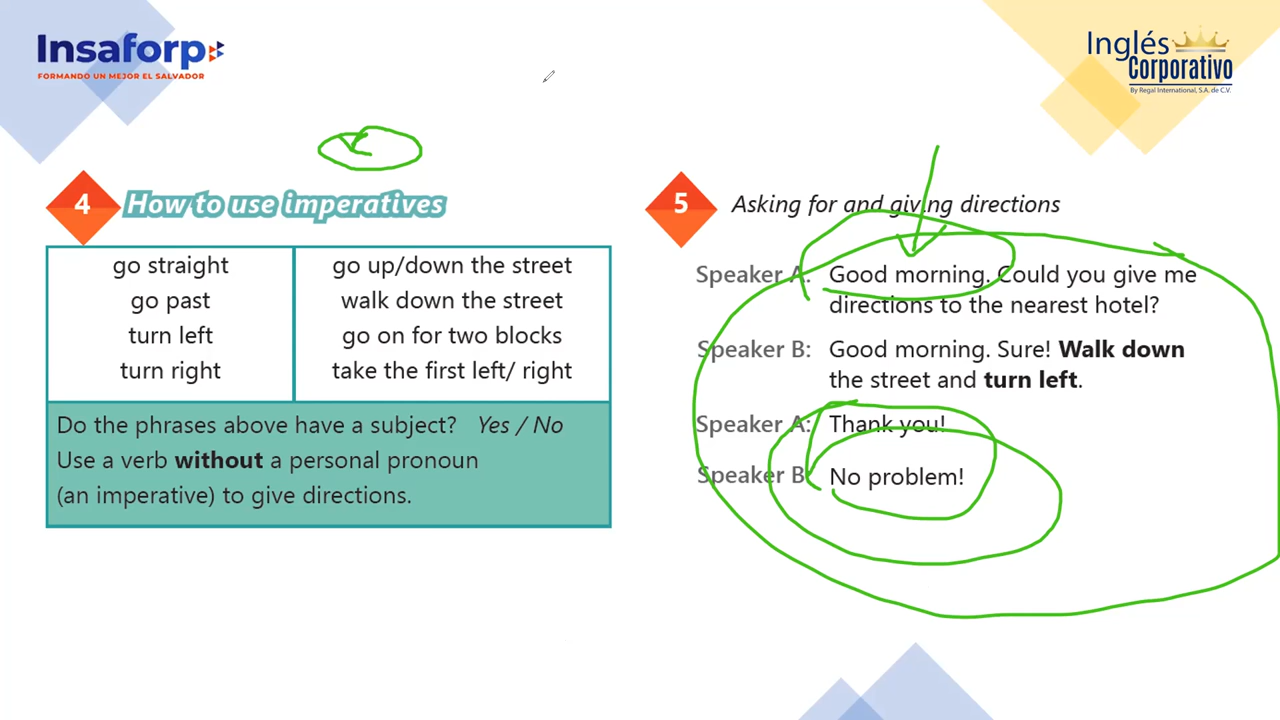 Insaforp
FORMANDO UN MEJOR EL SALVADOR
Inglés
Corporativo
By Regal International, S.A. de C.V.
4 How to use imperatives
go straight
go past
turn left
turn right
go up/down the street
walk down the street
go on for two blocks
take the first left/ right
Do the phrases above have a subject? Yes / No
Use a verb without a personal pronoun
(an imperative) to give directions.
5 Asking for and giving directions
Speaker A: Good morning. Could you give me
directions to the nearest hotel?
Speaker B: Good morning. Sure! Walk down
the street and turn left.
Speaker A: Thank you!
Speaker B: No problem!